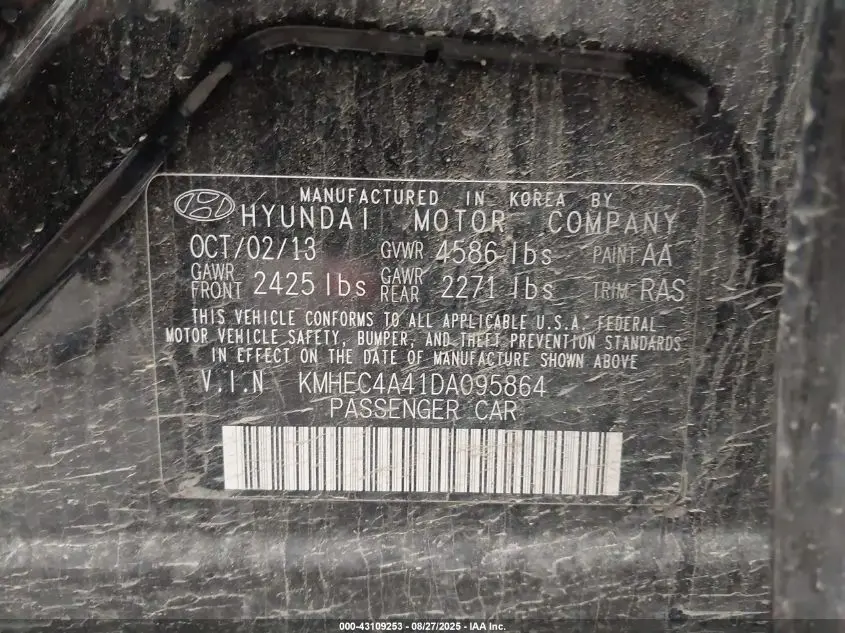 MANUFACTURED IN KOREA BY
HYUNDAI MOTOR COMPANY
OCT/02/13 GVWR 4586 lbs PAINT AA
GAWR FRONT 2425 lbs GAWR REAR 2271 lbs TRIM RAS
THIS VEHICLE CONFORMS TO ALL APPLICABLE U.S.A. FEDERAL
MOTOR VEHICLE SAFETY, BUMPER, AND THEFT PREVENTION STANDARDS
IN EFFECT ON THE DATE OF MANUFACTURE SHOWN ABOVE
V.I.N KMHEC4A41DA095864
PASSENGER CAR
000-43109253 - 08/27/2025 - IAA Inc.